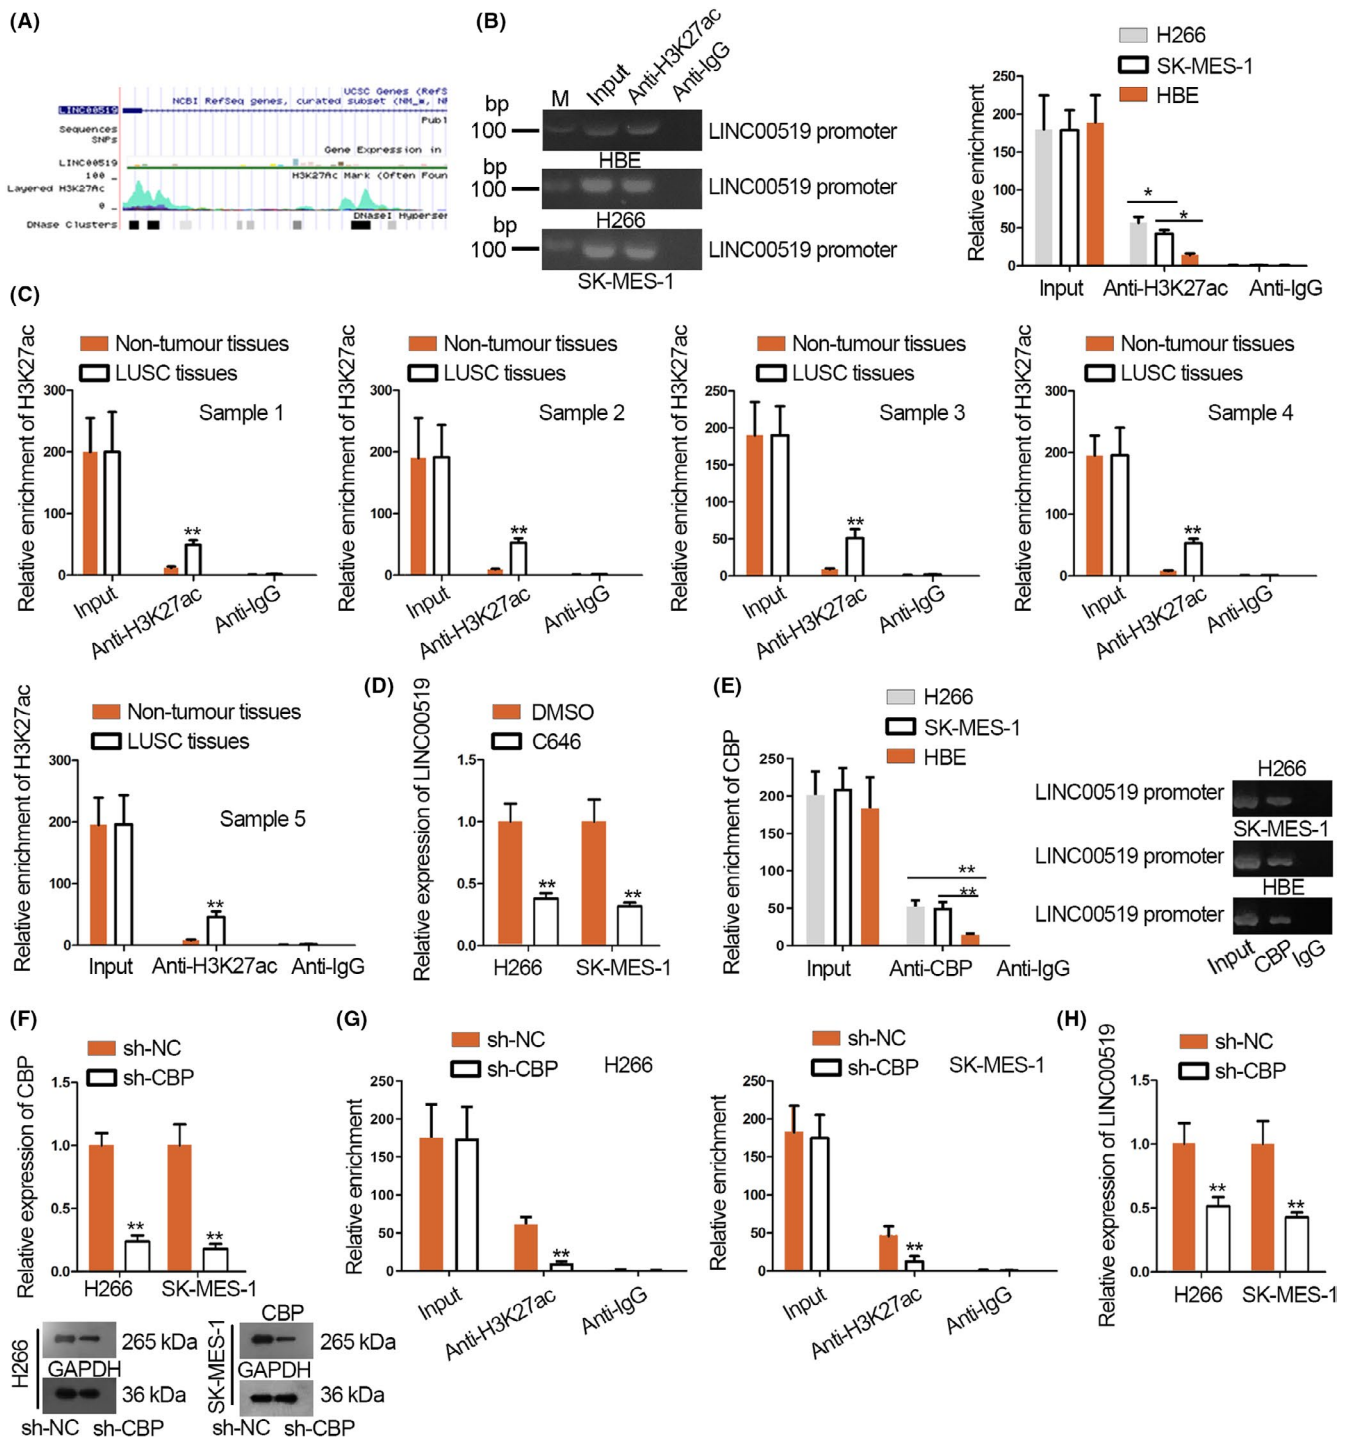 (A)
UCSC Genes (RefS
NCBI RefSeq genes, curated subset (NM_*, NR
LINC00519
Publ
Sequences
SNPs
Gene Expression in
LINC00519
100 _
H3K27Ac Mark (Often Foun
Layered H3K27Ac
0 _
DNaseI Hypersen
DNase Clusters
(B)
M
Input
Anti-H3K27ac
Anti-IgG
bp
100
LINC00519 promoter
HBE
bp
100
LINC00519 promoter
H266
bp
100
LINC00519 promoter
SK-MES-1
H266
SK-MES-1
HBE
Relative enrichment
250
200
150
100
50
0
*
*
Input
Anti-H3K27ac
Anti-IgG
(C)
Relative enrichment of H3K27ac
Non-tumour tissues
LUSC tissues
Sample 1
300
200
100
0
**
Input
Anti-H3K27ac
Anti-IgG
Relative enrichment of H3K27ac
Non-tumour tissues
LUSC tissues
Sample 2
300
200
100
0
**
Input
Anti-H3K27ac
Anti-IgG
Relative enrichment of H3K27ac
Non-tumour tissues
LUSC tissues
Sample 3
250
200
150
100
50
0
**
Input
Anti-H3K27ac
Anti-IgG
Relative enrichment of H3K27ac
Non-tumour tissues
LUSC tissues
Sample 4
300
200
100
0
**
Input
Anti-H3K27ac
Anti-IgG
Relative enrichment of H3K27ac
Non-tumour tissues
LUSC tissues
Sample 5
300
200
100
0
**
Input
Anti-H3K27ac
Anti-IgG
(D)
Relative expression of LINC00519
DMSO
C646
1.5
1.0
0.5
0.0
**
**
H266
SK-MES-1
(E)
Relative enrichment of CBP
H266
SK-MES-1
HBE
250
200
150
100
50
0
**
**
Input
Anti-CBP
Anti-IgG
H266
LINC00519 promoter
SK-MES-1
LINC00519 promoter
HBE
LINC00519 promoter
Input
CBP
IgG
(F)
Relative expression of CBP
sh-NC
sh-CBP
1.5
1.0
0.5
0.0
**
**
H266
SK-MES-1
H266
265 kDa
GAPDH
36 kDa
sh-NC
sh-CBP
SK-MES-1
CBP
265 kDa
GAPDH
36 kDa
sh-NC
sh-CBP
(G)
Relative enrichment
sh-NC
sh-CBP
H266
250
200
150
100
50
0
**
Input
Anti-H3K27ac
Anti-IgG
Relative enrichment
sh-NC
sh-CBP
SK-MES-1
250
200
150
100
50
0
**
Input
Anti-H3K27ac
Anti-IgG
(H)
Relative expression of LINC00519
sh-NC
sh-CBP
1.5
1.0
0.5
0.0
**
**
H266
SK-MES-1